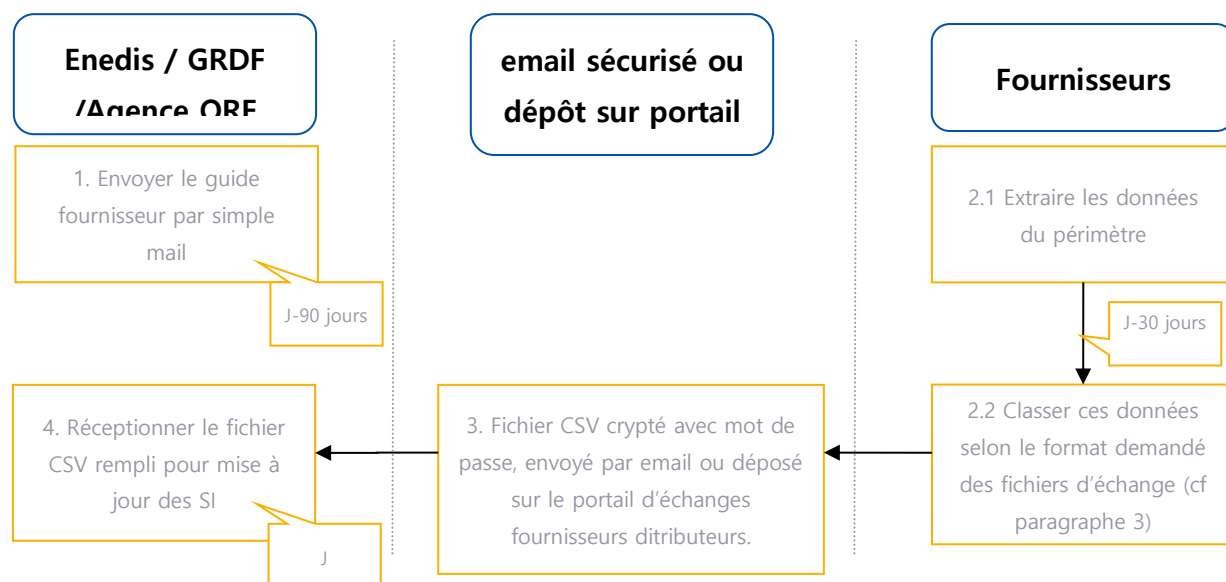 Enedis / GRDF
/Agence ORF
email sécurisé ou
dépôt sur portail
Fournisseurs
1. Envoyer le guide
fournisseur par simple
mail
J-90 jours
2.1 Extraire les données
du périmètre
J-30 jours
4. Réceptionner le fichier
CSV rempli pour mise à
jour des SI
J
3. Fichier CSV crypté avec mot de
passe, envoyé par email ou déposé
sur le portail d’échanges
fournisseurs ditributeurs.
2.2 Classer ces données
selon le format demandé
des fichiers d’échange (cf
paragraphe 3)